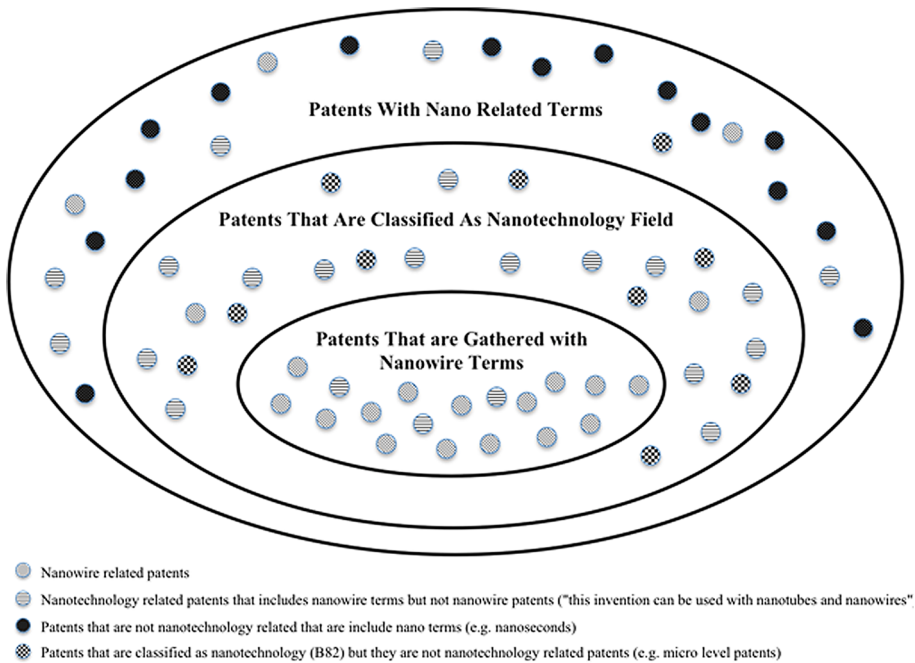 Patents With Nano Related Terms
Patents That Are Classified As Nanotechnology Field
Patents That are Gathered with
Nanowire Terms
Nanowire related patents
Nanotechnology related patents that includes nanowire terms but not nanowire patents ("this invention can be used with nanotubes and nanowires"
Patents that are not nanotechnology related that are include nano terms (e.g. nanoseconds)
Patents that are classified as nanotechnology (B82) but they are not nanotechnology related patents (e.g. micro level patents)